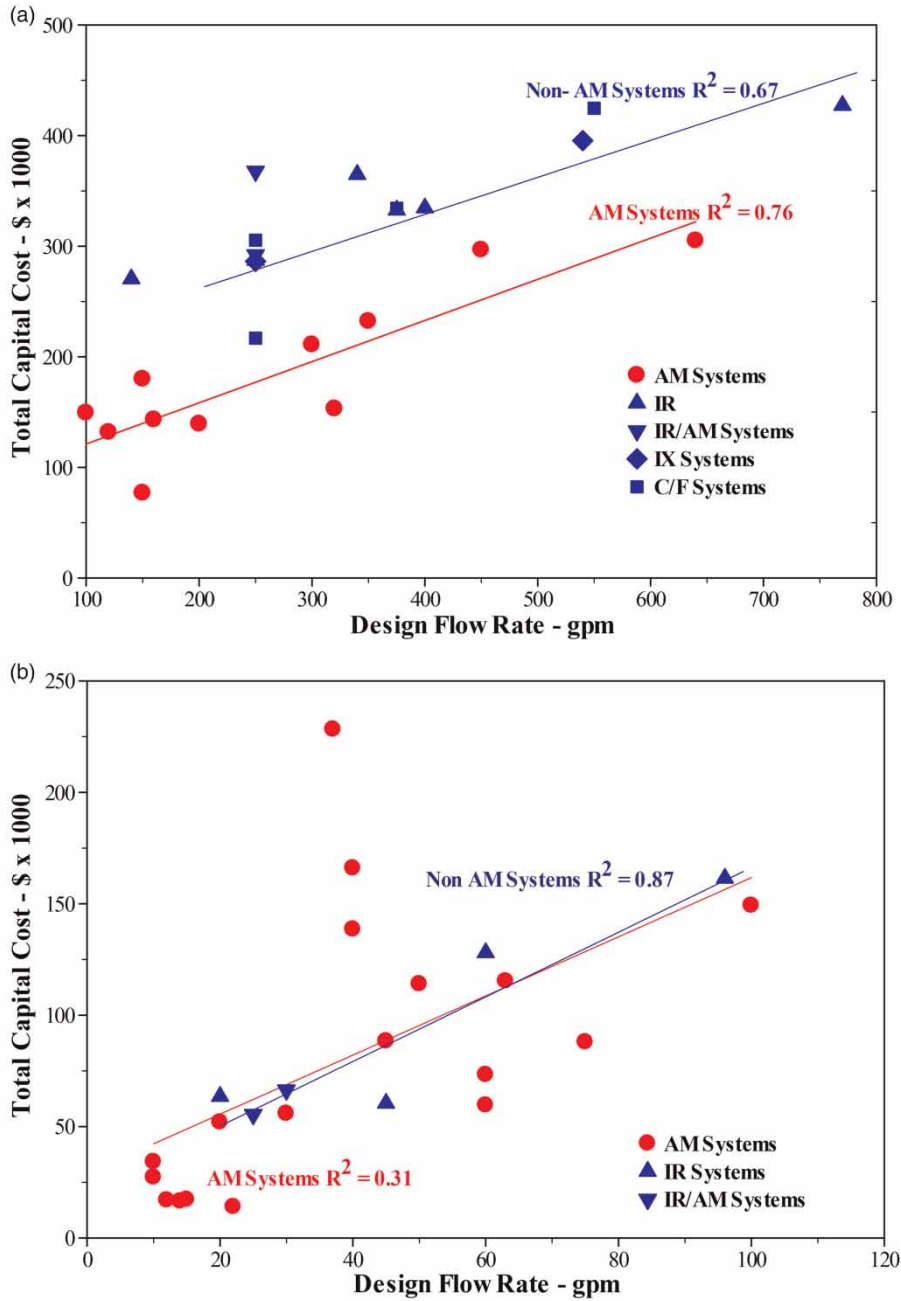 (a)
500
400
300
200
100
0
Total Capital Cost - $ x 1000
Non- AM Systems R² = 0.67
AM Systems R² = 0.76
AM Systems
IR
IR/AM Systems
IX Systems
C/F Systems
100 200 300 400 500 600 700 800
Design Flow Rate - gpm
(b)
250
200
150
100
50
0
Total Capital Cost - $ x 1000
Non AM Systems R² = 0.87
AM Systems R² = 0.31
AM Systems
IR Systems
IR/AM Systems
0 20 40 60 80 100 120
Design Flow Rate - gpm